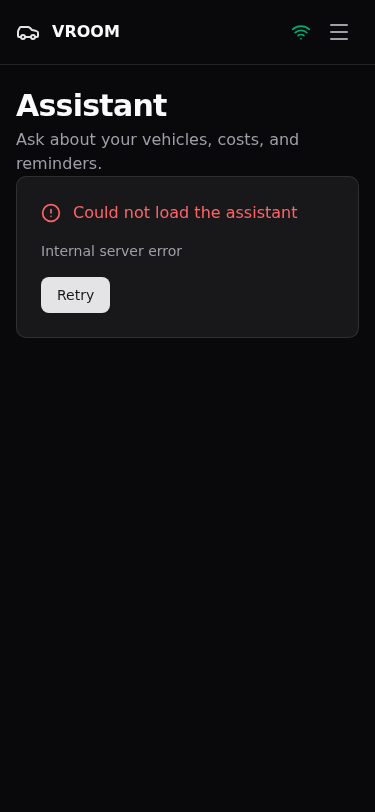 VROOM
Assistant
Ask about your vehicles, costs, and
reminders.
Could not load the assistant
Internal server error
Retry